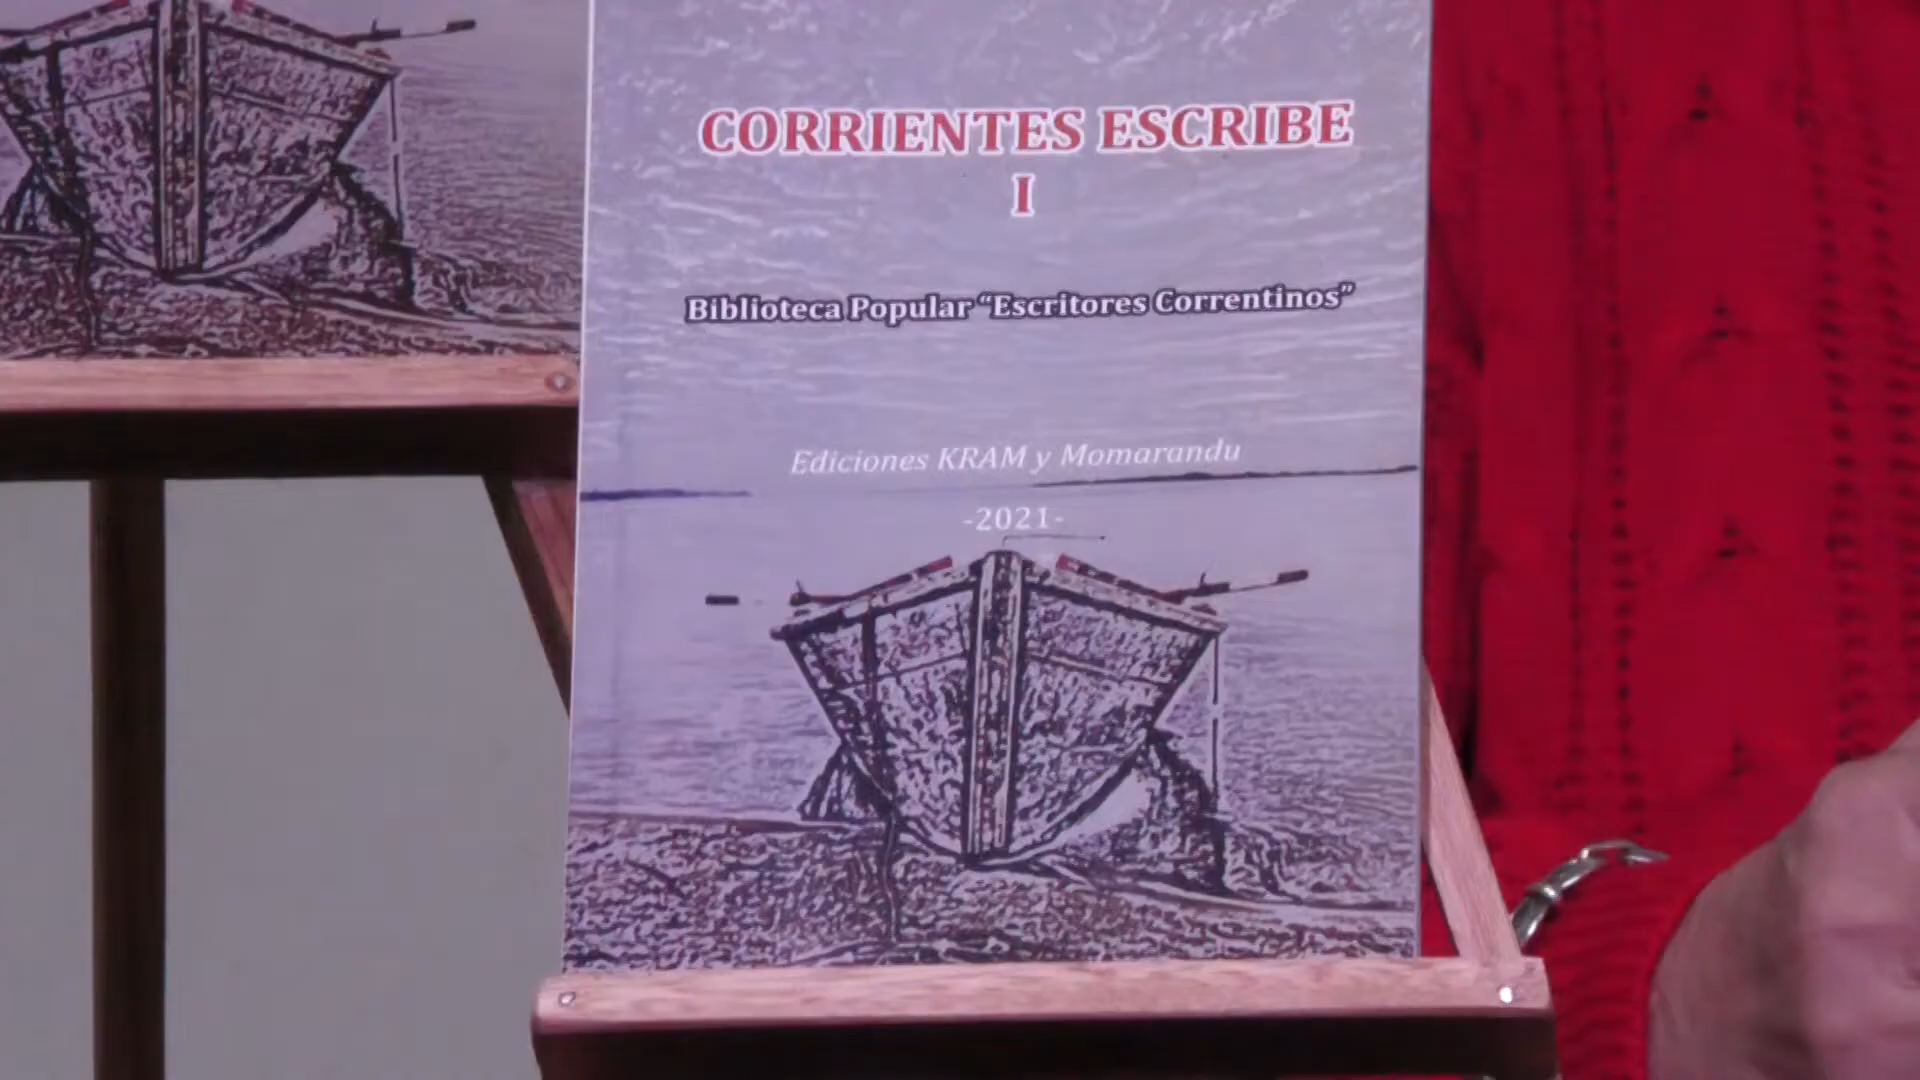 CORRIENTES ESCRIBE
I
Biblioteca Popular “Escritores Correntinos”
Ediciones KRAM y Momarandu
-2021-